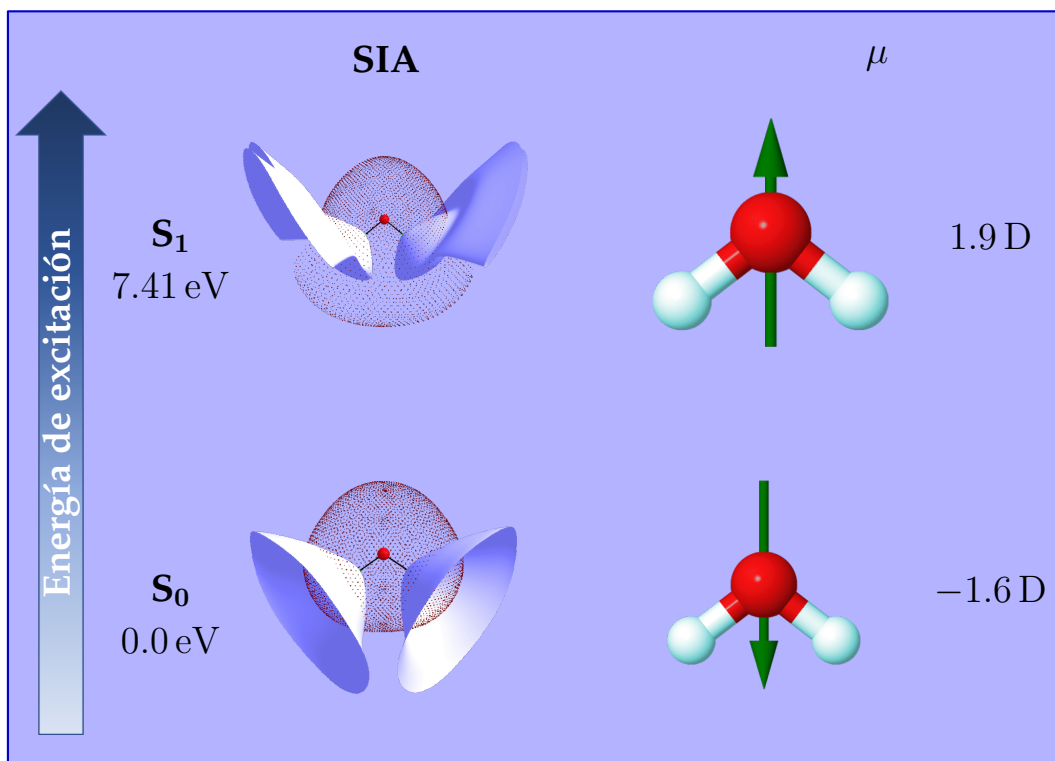 SIA
μ
Energía de excitación
S₁
7.41 eV
1.9 D
S₀
0.0 eV
−1.6 D